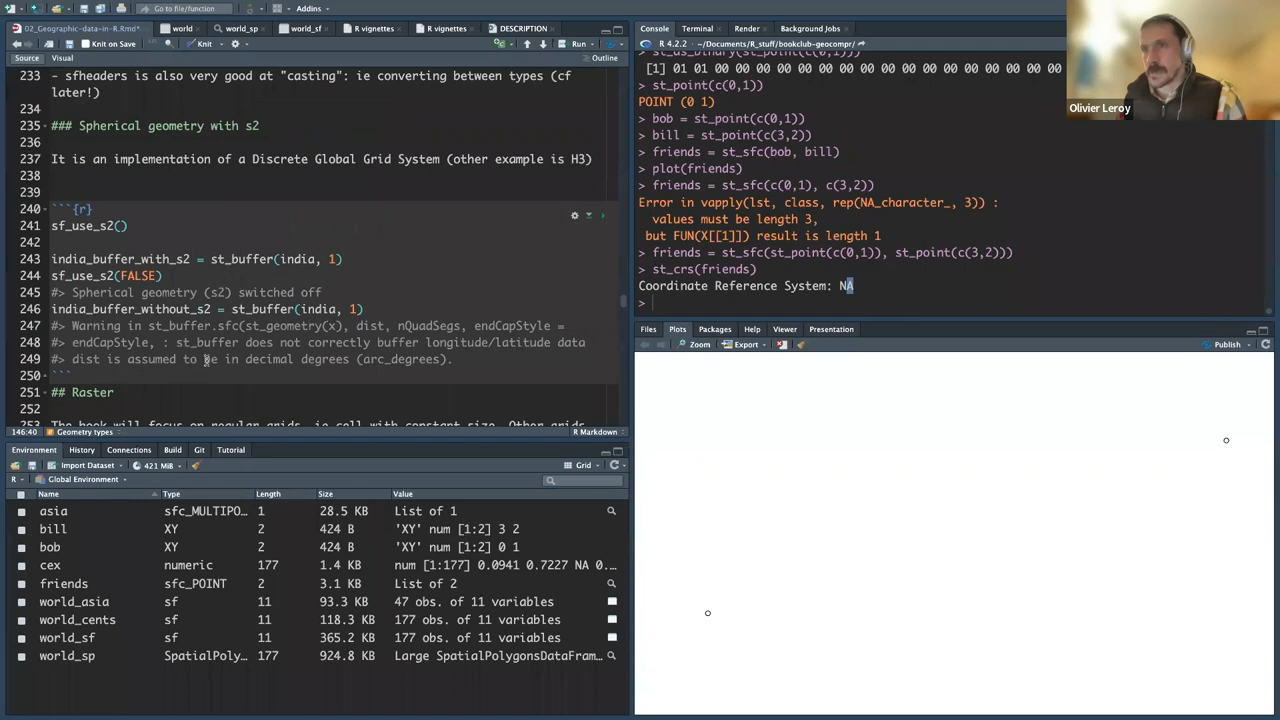 Go to file/function
Addins
02_Geographic-data-in-R.Rmd*
world
world_sp
world_sf
R vignettes
R vignettes
DESCRIPTION
Knit on Save
Knit
Run
Source
Visual
Outline
233
- sfheaders is also very good at "casting": ie converting between types (cf
later!)
234
235
### Spherical geometry with s2
236
237
It is an implementation of a Discrete Global Grid System (other example is H3)
238
239
240
```{r}
241
sf_use_s2()
242
243
india_buffer_with_s2 = st_buffer(india, 1)
244
sf_use_s2(FALSE)
245
#> Spherical geometry (s2) switched off
246
india_buffer_without_s2 = st_buffer(india, 1)
247
#> Warning in st_buffer.sfc(st_geometry(x), dist, nQuadSegs, endCapStyle =
248
#> endCapStyle, : st_buffer does not correctly buffer longitude/latitude data
249
#> dist is assumed to be in decimal degrees (arc_degrees).
250
```
251
## Raster
252
253
The book will focus on regular grids, ie cell with constant size. Other grids
146:40
Geometry types
R Markdown
Environment
History
Connections
Build
Git
Tutorial
Import Dataset
421 MiB
Grid
R
Global Environment
Name
Type
Length
Size
Value
asia
sfc_MULTIPO…
1
28.5 KB
List of 1
bill
XY
2
424 B
'XY' num [1:2] 3 2
bob
XY
2
424 B
'XY' num [1:2] 0 1
cex
numeric
177
1.4 KB
num [1:177] 0.0941 0.7227 NA 0.…
friends
sfc_POINT
2
3.1 KB
List of 2
world_asia
sf
11
93.3 KB
47 obs. of 11 variables
world_cents
sf
11
118.3 KB
177 obs. of 11 variables
world_sf
sf
11
365.2 KB
177 obs. of 11 variables
world_sp
SpatialPoly…
177
924.8 KB
Large SpatialPolygonsDataFram…
Console
Terminal
Render
Background Jobs
R 4.2.2 · ~/Documents/R_stuff/bookclub-geocomp/
st_as_binary(st_point(c(0,1)))
[1] 01 01 00 00 00 00 00 00 00 00 00 00 00 00 00 00 00
> st_point(c(0,1))
POINT (0 1)
> bob = st_point(c(0,1))
> bill = st_point(c(3,2))
> friends = st_sfc(bob, bill)
> plot(friends)
> friends = st_sfc(c(0,1), c(3,2))
Error in vapply(lst, class, rep(NA_character_, 3)) :
values must be length 3,
but FUN(X[[1]]) result is length 1
> friends = st_sfc(st_point(c(0,1)), st_point(c(3,2)))
> st_crs(friends)
Coordinate Reference System: NA
>
Files
Plots
Packages
Help
Viewer
Presentation
Zoom
Export
Publish
Olivier Leroy